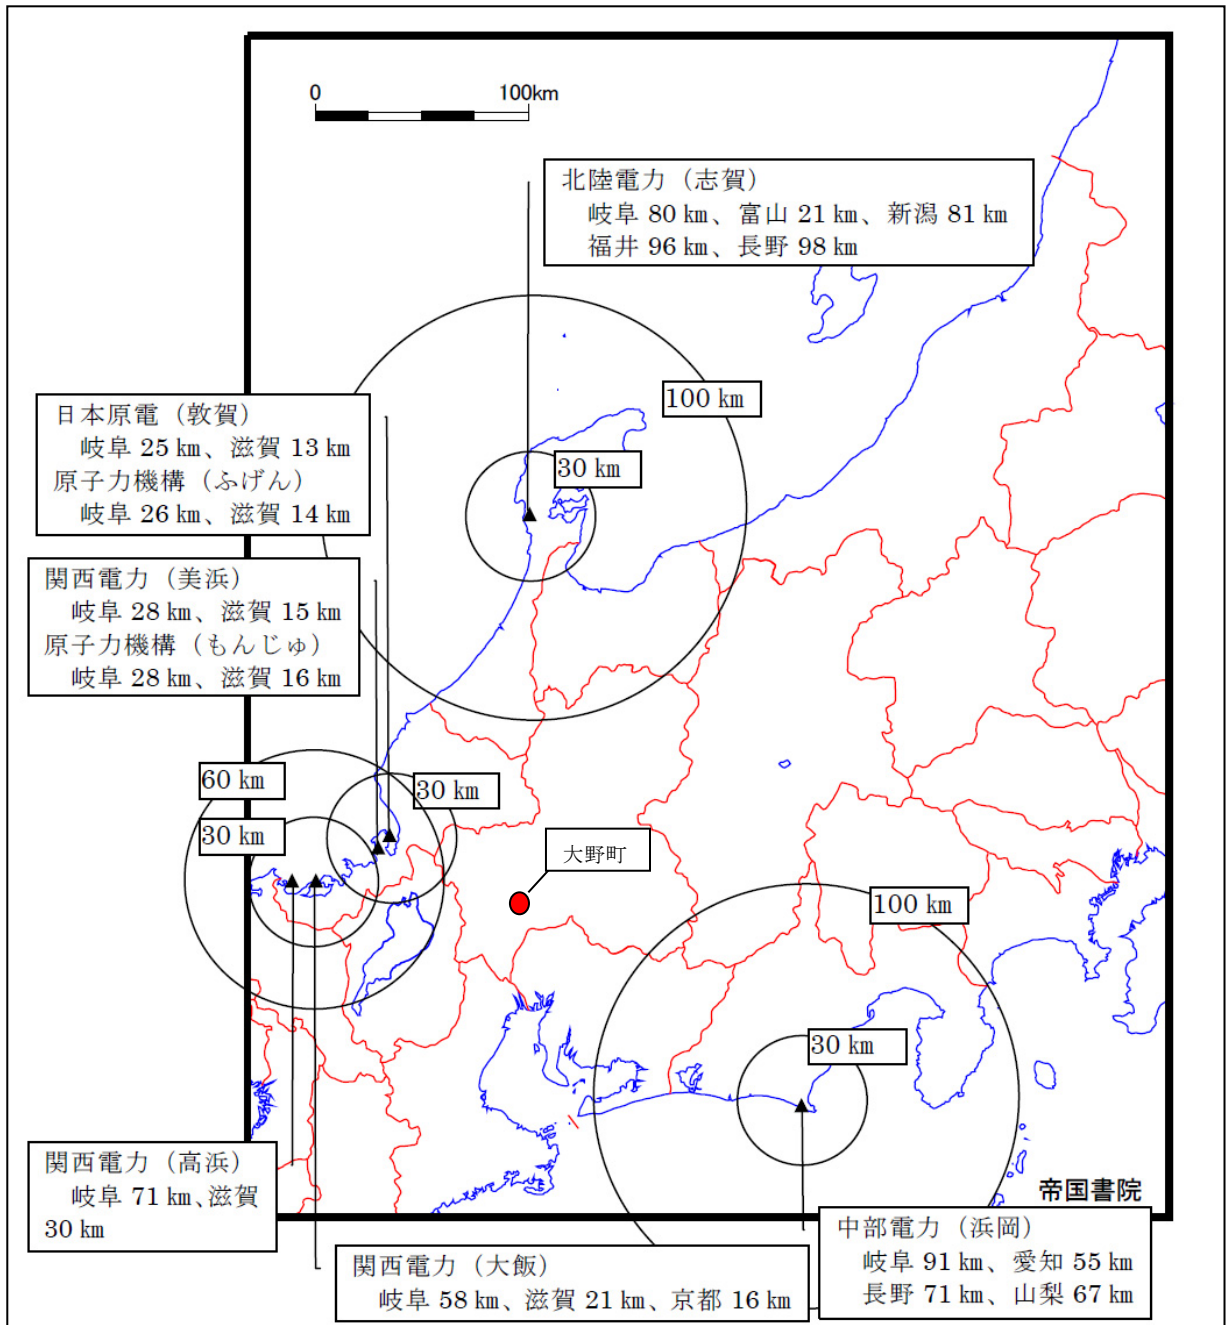 0 100km
北陸電力（志賀）
岐阜 80 km、富山 21 km、新潟 81 km
福井 96 km、長野 98 km
100 km
30 km
日本原電（敦賀）
岐阜 25 km、滋賀 13 km
原子力機構（ふげん）
岐阜 26 km、滋賀 14 km
関西電力（美浜）
岐阜 28 km、滋賀 15 km
原子力機構（もんじゅ）
岐阜 28 km、滋賀 16 km
60 km
30 km
30 km
大野町
100 km
30 km
関西電力（高浜）
岐阜 71 km、滋賀
30 km
関西電力（大飯）
岐阜 58 km、滋賀 21 km、京都 16 km
帝国書院
中部電力（浜岡）
岐阜 91 km、愛知 55 km
長野 71 km、山梨 67 km